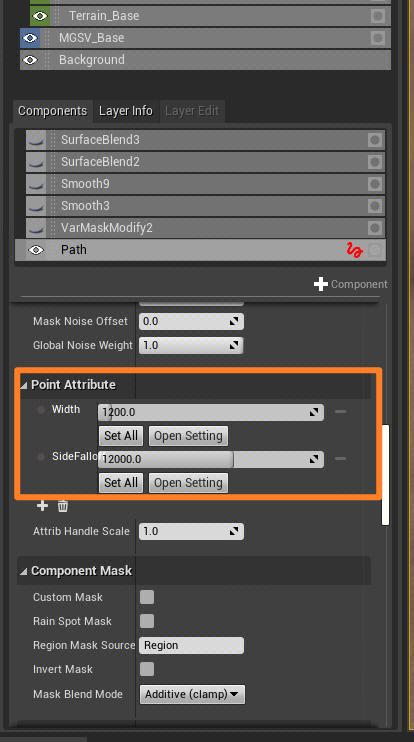 Terrain_Base
MGSV_Base
Background
Components Layer Info Layer Edit
SurfaceBlend3
SurfaceBlend2
Smooth9
Smooth3
VarMaskModify2
Path
Component
Mask Noise Offset 0.0
Global Noise Weight 1.0
Point Attribute
Width 1200.0
Set All Open Setting
SideFallo 12000.0
Set All Open Setting
Attrib Handle Scale 1.0
Component Mask
Custom Mask
Rain Spot Mask
Region Mask Source Region
Invert Mask
Mask Blend Mode Additive (clamp)